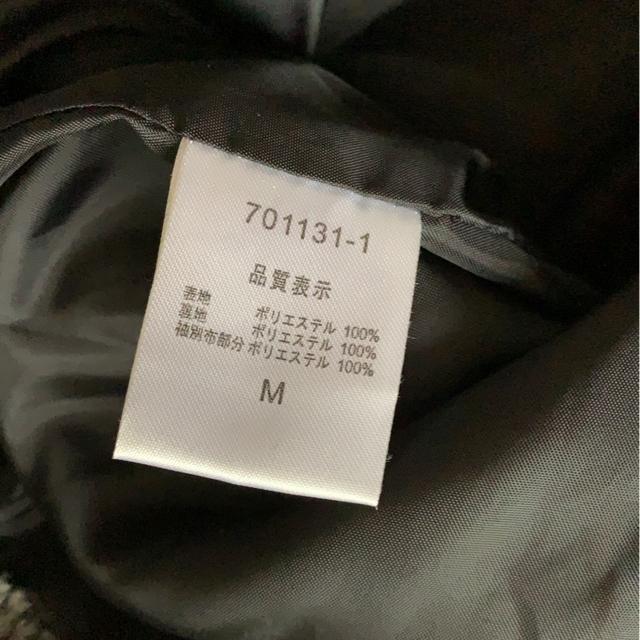 701131-1
品質表示
表地 ポリエステル 100%
裏地 ポリエステル 100%
袖別布部分 ポリエステル 100%
M